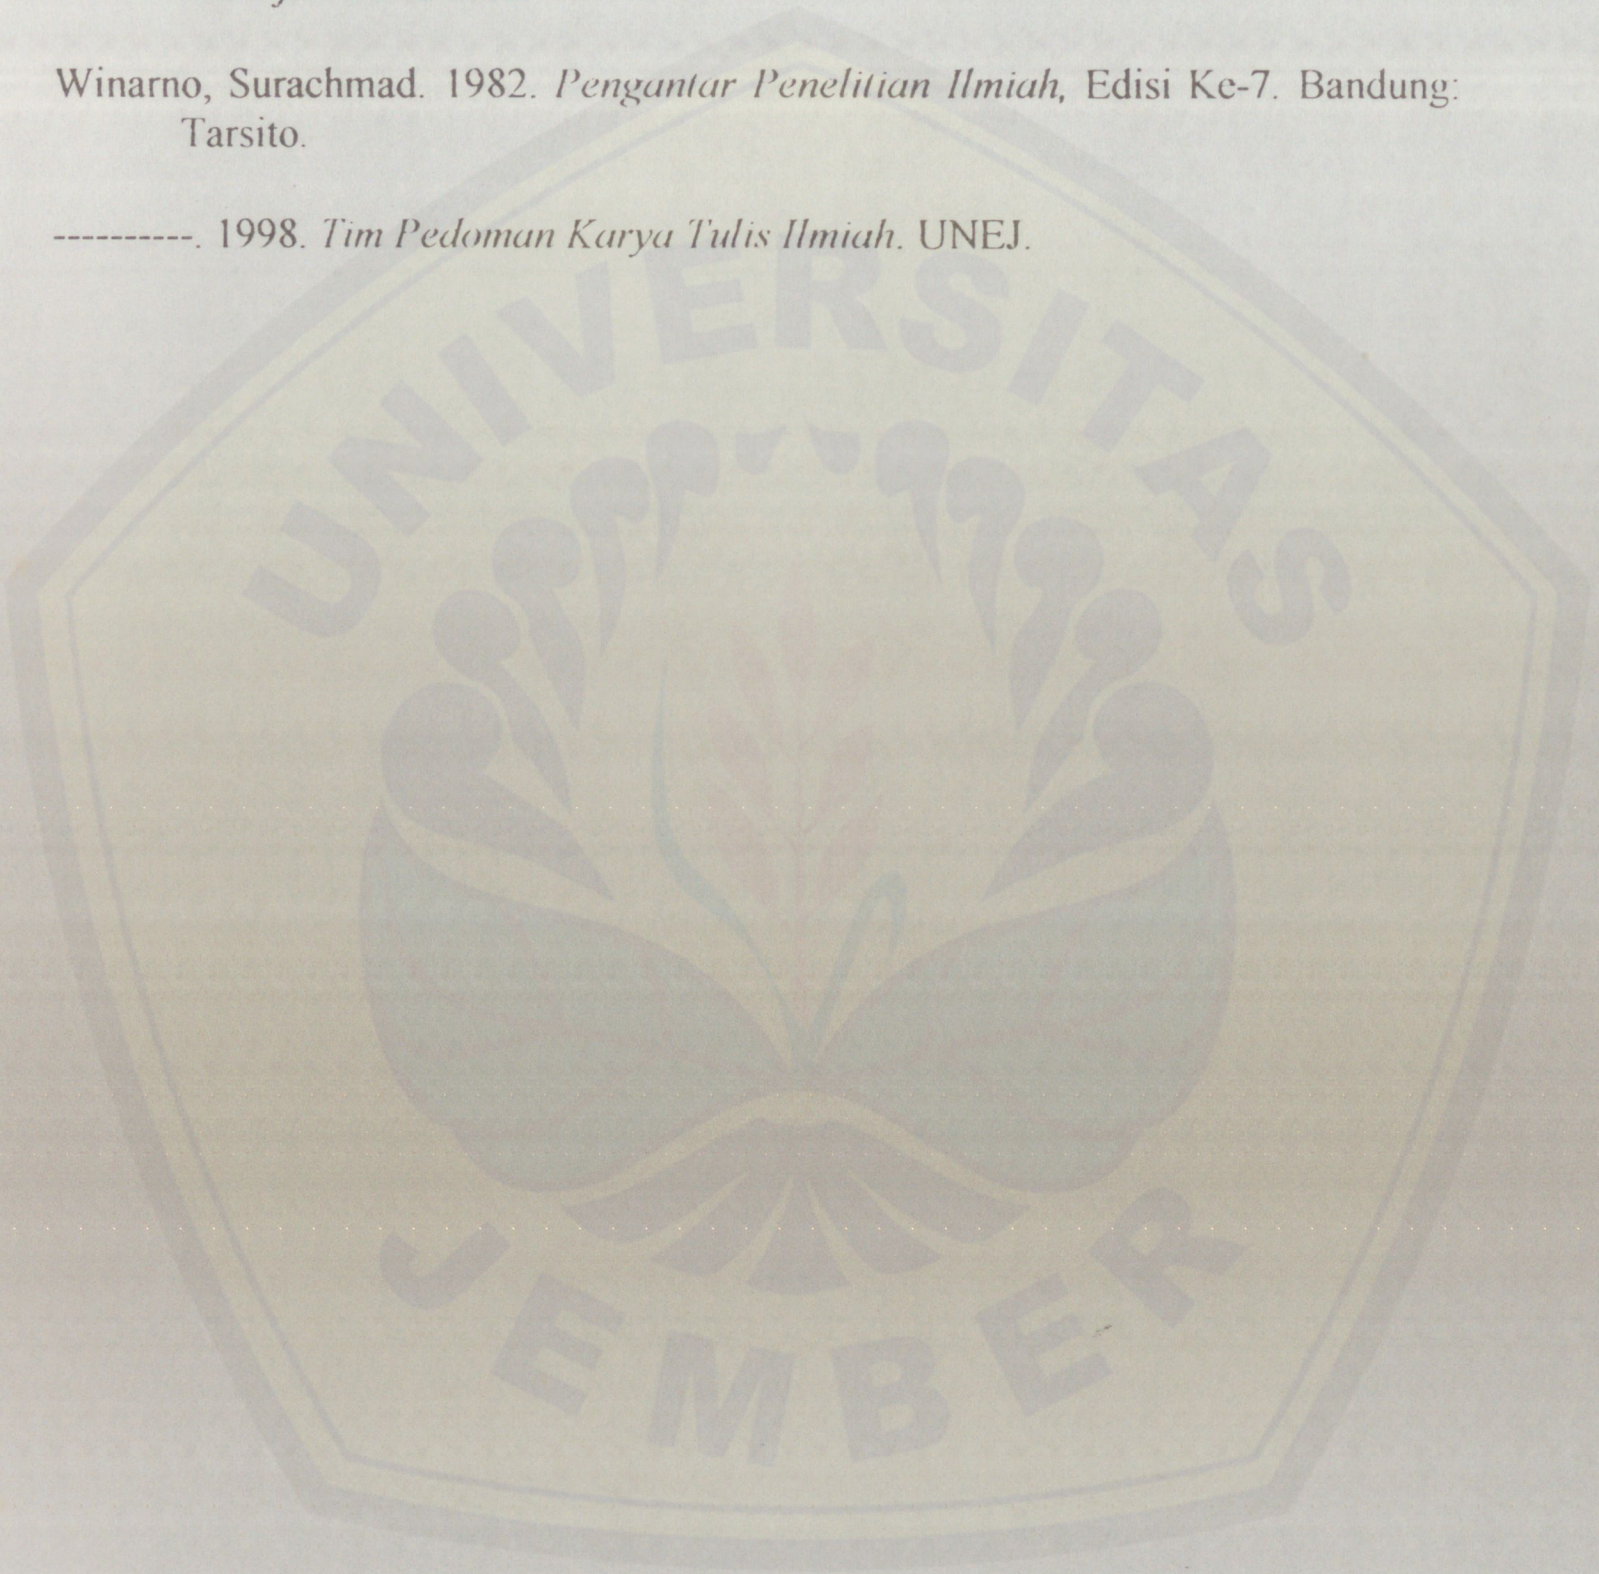 Winarno, Surachmad. 1982. Pengantar Penelitian Ilmiah, Edisi Ke-7. Bandung:
Tarsito.
----------. 1998. Tim Pedoman Karya Tulis Ilmiah. UNEJ.
UNIVERSITAS
JEMBER